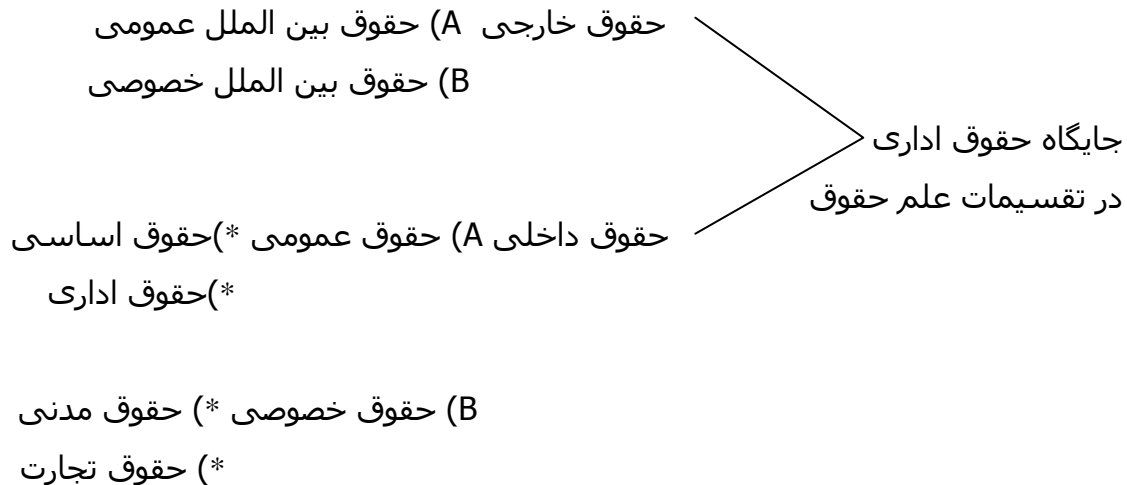 حقوق خارجی A) حقوق بین الملل عمومی
B) حقوق بین الملل خصوصی
جایگاه حقوق اداری
در تقسیمات علم حقوق
حقوق داخلی A) حقوق عمومی *)حقوق اساسی
*)حقوق اداری
B) حقوق خصوصی *) حقوق مدنی
*) حقوق تجارت